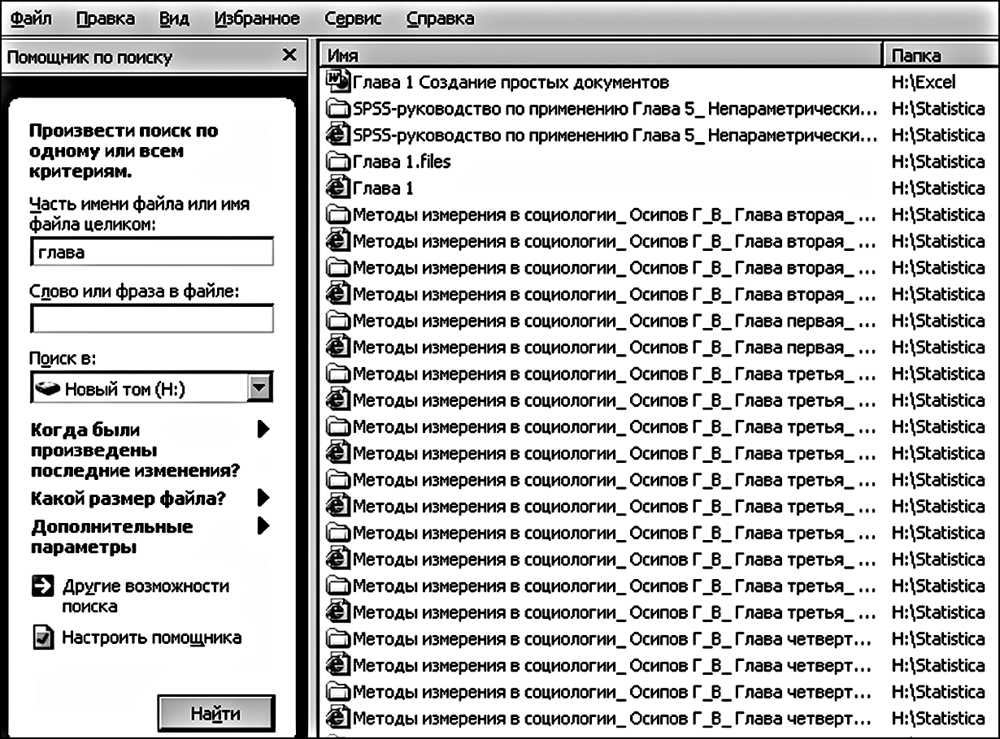 Файл Правка Вид Избранное Сервис Справка
Помощник по поиску
Произвести поиск по
одному или всем
критериям.
Часть имени файла или имя
файла целиком:
глава
Слово или фраза в файле:
Поиск в:
Новый том (H:)
Когда были
произведены
последние изменения?
Какой размер файла?
Дополнительные
параметры
Другие возможности
поиска
Настроить помощника
Найти
Имя Папка
Глава 1 Создание простых документов H:\Excel
SPSS-руководство по применению Глава 5_ Непараметрически... H:\Statistica
SPSS-руководство по применению Глава 5_ Непараметрически... H:\Statistica
Глава 1.files H:\Statistica
Глава 1 H:\Statistica
Методы измерения в социологии_ Осипов Г_В_ Глава вторая_ ... H:\Statistica
Методы измерения в социологии_ Осипов Г_В_ Глава вторая_ ... H:\Statistica
Методы измерения в социологии_ Осипов Г_В_ Глава вторая_ ... H:\Statistica
Методы измерения в социологии_ Осипов Г_В_ Глава вторая_ ... H:\Statistica
Методы измерения в социологии_ Осипов Г_В_ Глава первая_ ... H:\Statistica
Методы измерения в социологии_ Осипов Г_В_ Глава первая_ ... H:\Statistica
Методы измерения в социологии_ Осипов Г_В_ Глава третья_ ... H:\Statistica
Методы измерения в социологии_ Осипов Г_В_ Глава третья_ ... H:\Statistica
Методы измерения в социологии_ Осипов Г_В_ Глава третья_ ... H:\Statistica
Методы измерения в социологии_ Осипов Г_В_ Глава третья_ ... H:\Statistica
Методы измерения в социологии_ Осипов Г_В_ Глава третья_ ... H:\Statistica
Методы измерения в социологии_ Осипов Г_В_ Глава третья_ ... H:\Statistica
Методы измерения в социологии_ Осипов Г_В_ Глава третья_ ... H:\Statistica
Методы измерения в социологии_ Осипов Г_В_ Глава третья_ ... H:\Statistica
Методы измерения в социологии_ Осипов Г_В_ Глава третья_ ... H:\Statistica
Методы измерения в социологии_ Осипов Г_В_ Глава третья_ ... H:\Statistica
Методы измерения в социологии_ Осипов Г_В_ Глава четверт... H:\Statistica
Методы измерения в социологии_ Осипов Г_В_ Глава четверт... H:\Statistica
Методы измерения в социологии_ Осипов Г_В_ Глава четверт... H:\Statistica
Методы измерения в социологии_ Осипов Г_В_ Глава четверт... H:\Statistica